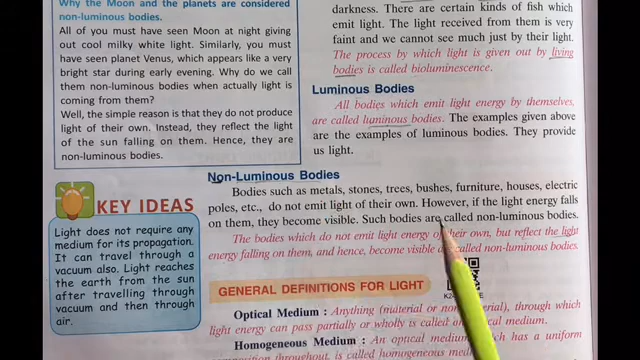 Why the Moon and the planets are considered
non-luminous bodies.
All of you must have seen Moon at night giving
out cool milky white light. Similarly, you must
have seen planet Venus, which appears like a very
bright star during early evening. Why do we call
them non-luminous bodies when actually light is
coming from them?
Well, the simple reason is that they do not produce
light of their own. Instead, they reflect the light
of the sun falling on them. Hence, they are
non-luminous bodies.
darkness. There are certain kinds of fish which
emit light. The light received from them is very
faint and we cannot see much just by their light.
The process by which light is given out by living
bodies is called bioluminescence.
Luminous Bodies
All bodies which emit light energy by themselves,
are called luminous bodies. The examples given above
are the examples of luminous bodies. They provide
us light.
Non-Luminous Bodies
Bodies such as metals, stones, trees, bushes, furniture, houses, electric
poles, etc., do not emit light of their own. However, if the light energy falls
on them, they become visible. Such bodies are called non-luminous bodies.
The bodies which do not emit light energy of their own, but reflect the light
energy falling on them, and hence, become visible are called non-luminous bodies.
KEY IDEAS
Light does not require any
medium for its propagation.
It can travel through a
vacuum also. Light reaches
the earth from the sun
after travelling through
vacuum and then through
air.
GENERAL DEFINITIONS FOR LIGHT
Optical Medium : Anything (material or through which
light energy can pass partially or wholly is called an medium.
Homogeneous Medium : An optical medium which has a uniform
composition throughout, is called homogeneous